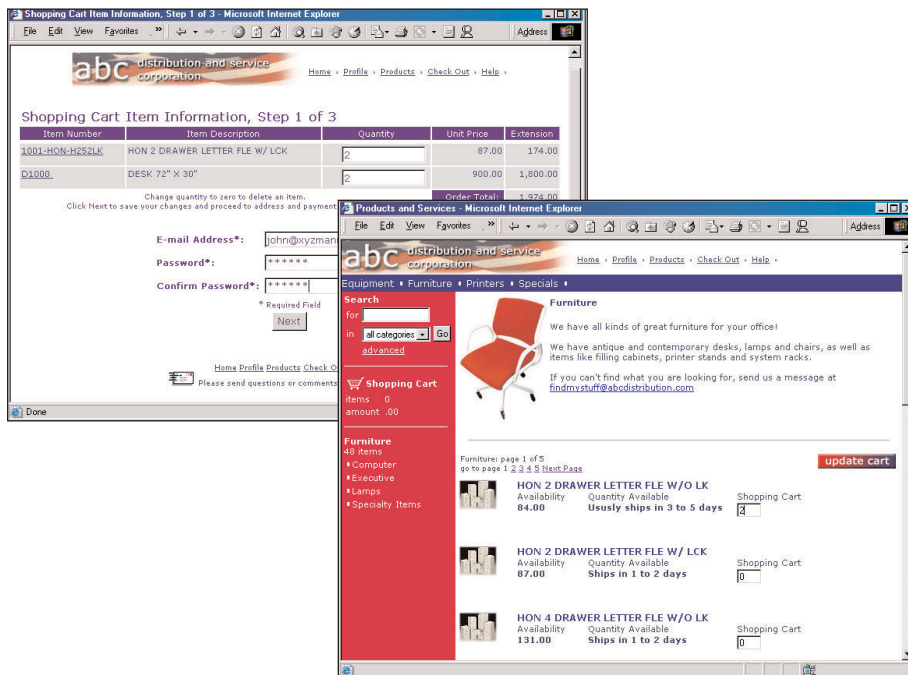 Shopping Cart Item Information, Step 1 of 3 - Microsoft Internet Explorer
File Edit View Favorites » Address
abc distribution and service corporation
Home Profile Products Check Out Help
Shopping Cart Item Information, Step 1 of 3
Item Number Item Description Quantity Unit Price Extension
1001-HON-H252LK HON 2 DRAWER LETTER FLE W/ LCK 2 87.00 174.00
D1000 DESK 72" X 30" 2 900.00 1,800.00
Change quantity to zero to delete an item. Order Total: 1,974.00
Click Next to save your changes and proceed to address and payment
E-mail Address*: john@xyzman
Password*: ******
Confirm Password*: ******
* Required Field
Next
Home Profile Products Check O
Please send questions or comments
Done
Products and Services - Microsoft Internet Explorer
File Edit View Favorites » Address
abc distribution and service corporation
Home Profile Products Check Out Help
Equipment Furniture Printers Specials
Search
for
in all categories Go
advanced
Shopping Cart
items 0
amount .00
Furniture
48 items
Computer
Executive
Lamps
Specialty Items
Furniture
We have all kinds of great furniture for your office!
We have antique and contemporary desks, lamps and chairs, as well as
items like filling cabinets, printer stands and system racks.
If you can't find what you are looking for, send us a message at
findmystuff@abcdistribution.com
Furniture: page 1 of 5
go to page 1 2 3 4 5 Next Page
update cart
HON 2 DRAWER LETTER FLE W/O LK
Availability Quantity Available Shopping Cart
84.00 Ususly ships in 3 to 5 days 2
HON 2 DRAWER LETTER FLE W/ LCK
Availability Quantity Available Shopping Cart
87.00 Ships in 1 to 2 days 0
HON 4 DRAWER LETTER FLE W/O LK
Availability Quantity Available Shopping Cart
131.00 Ships in 1 to 2 days 0